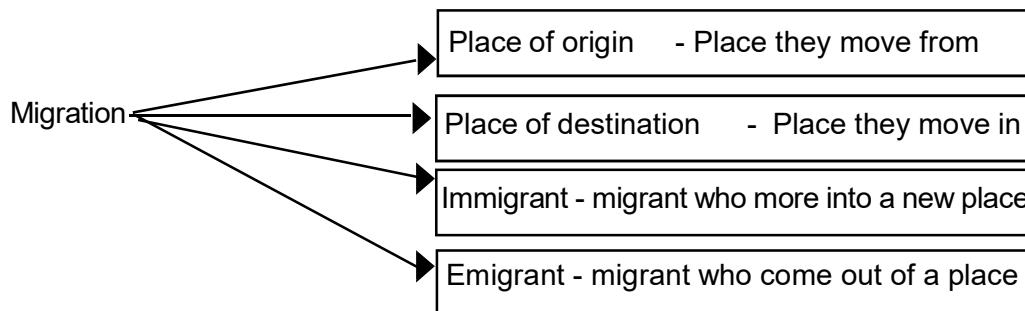 Place of origin - Place they move from
Migration
Place of destination - Place they move in
Immigrant - migrant who more into a new place
Emigrant - migrant who come out of a place